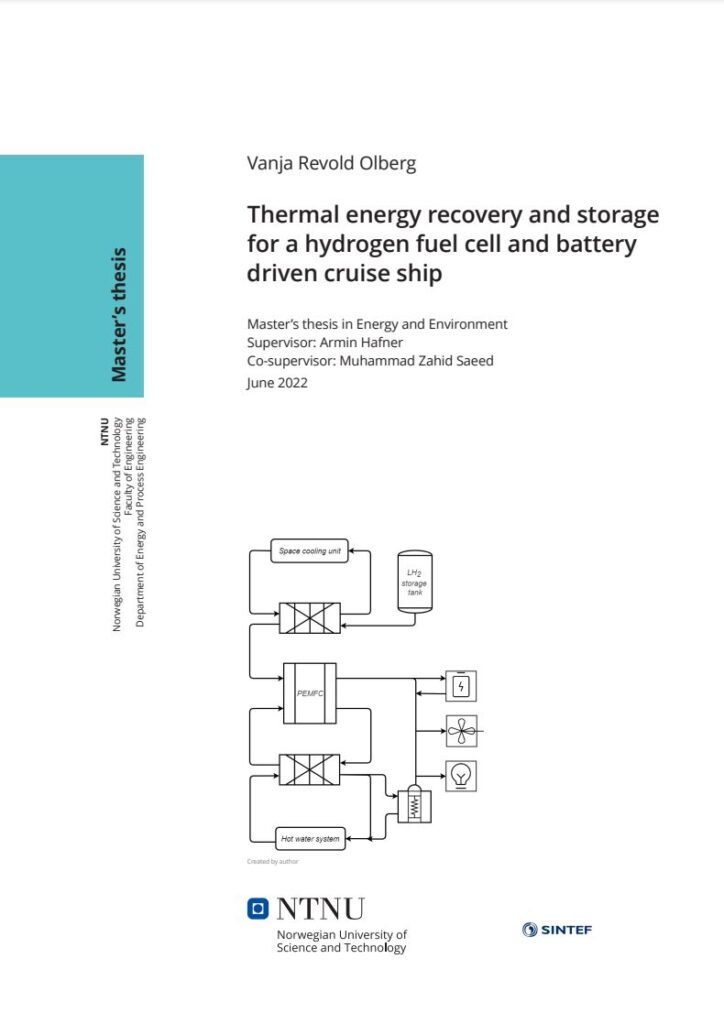 Vanja Revold Olberg
Thermal energy recovery and storage
for a hydrogen fuel cell and battery
driven cruise ship
Master's thesis in Energy and Environment
Supervisor: Armin Hafner
Co-supervisor: Muhammad Zahid Saeed
June 2022
Master's thesis
NTNU
Norwegian University of Science and Technology
Faculty of Engineering
Department of Energy and Process Engineering
Space cooling unit
LH2
storage
tank
PEMFC
Hot water system
Created by author
NTNU
Norwegian University of
Science and Technology
SINTEF